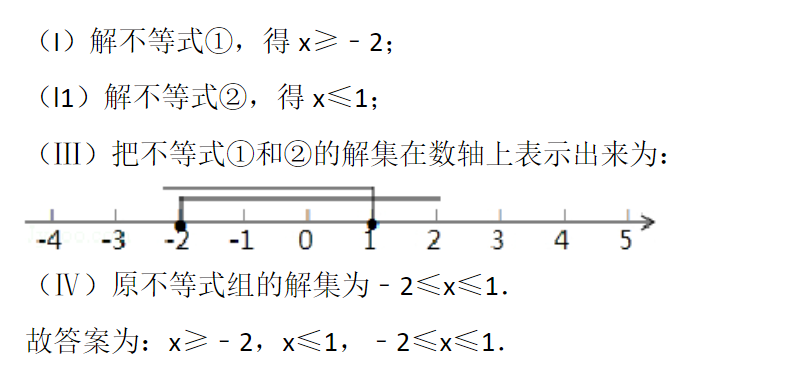 （Ⅰ）解不等式①，得 x≥﹣2；
（l1）解不等式②，得 x≤1；
（Ⅲ）把不等式①和②的解集在数轴上表示出来为：
-4 -3 -2 -1 0 1 2 3 4 5
（Ⅳ）原不等式组的解集为﹣2≤x≤1．
故答案为：x≥﹣2，x≤1，﹣2≤x≤1．